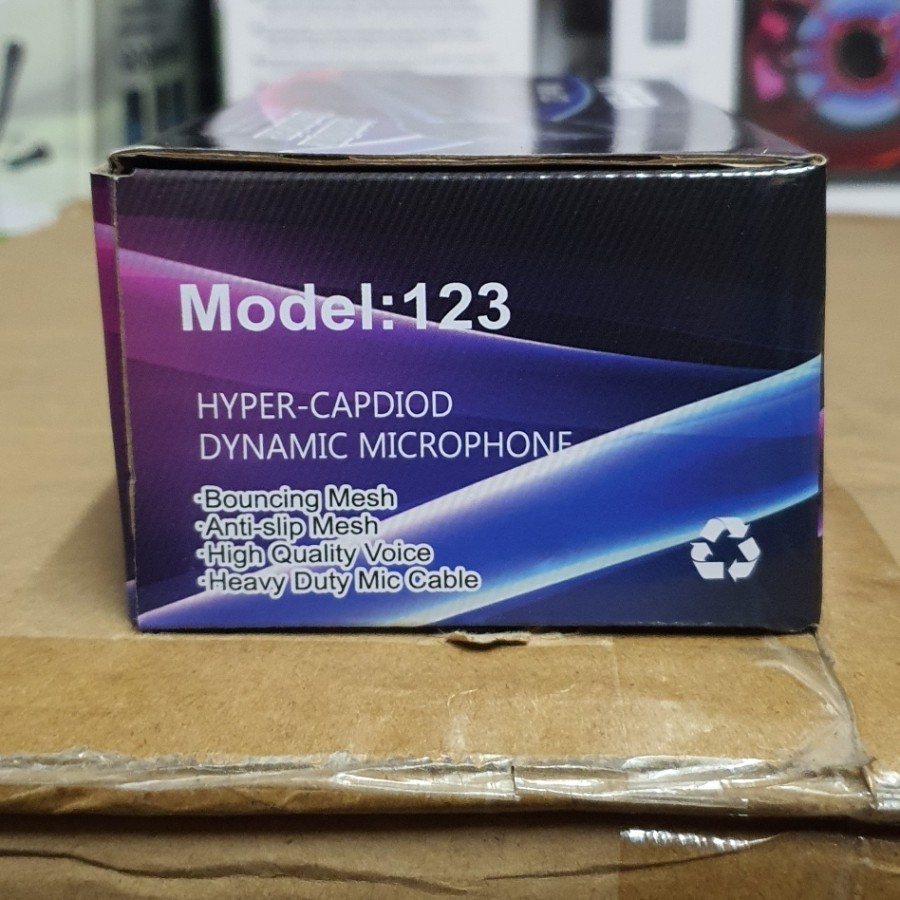 Model:123
HYPER-CAPDIOD
DYNAMIC MICROPHONE
·Bouncing Mesh
·Anti-slip Mesh
·High Quality Voice
·Heavy Duty Mic Cable